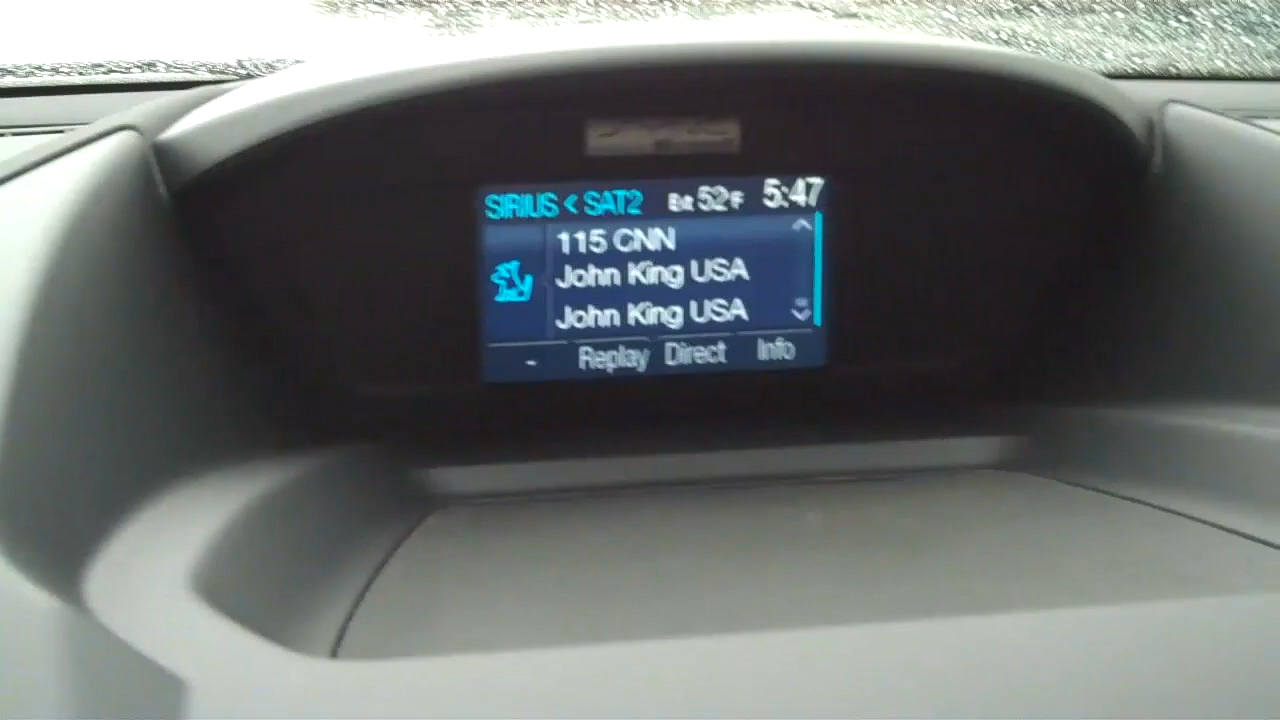 SIRIUS < SAT2 Ext 52°F 5:47
115 CNN
John King USA
John King USA
Replay Direct Info